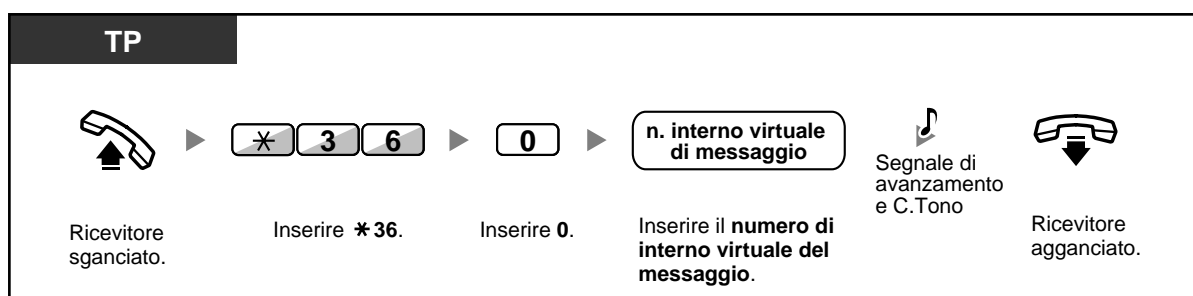 TP
✳ 3 6
0
n. interno virtuale
di messaggio
Segnale di
avanzamento
e C.Tono
Ricevitore
sganciato.
Inserire ✳36.
Inserire 0.
Inserire il numero di
interno virtuale del
messaggio.
Ricevitore
agganciato.